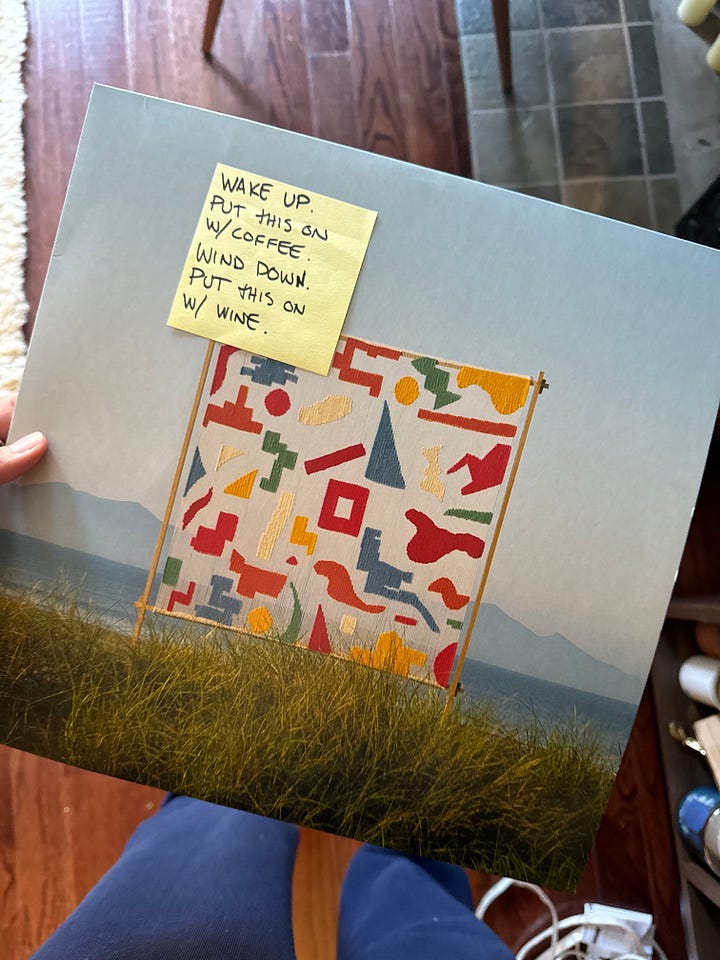 WAKE UP.
PUT THIS ON
W/COFFEE.
WIND DOWN.
PUT THIS ON
W/ WINE.